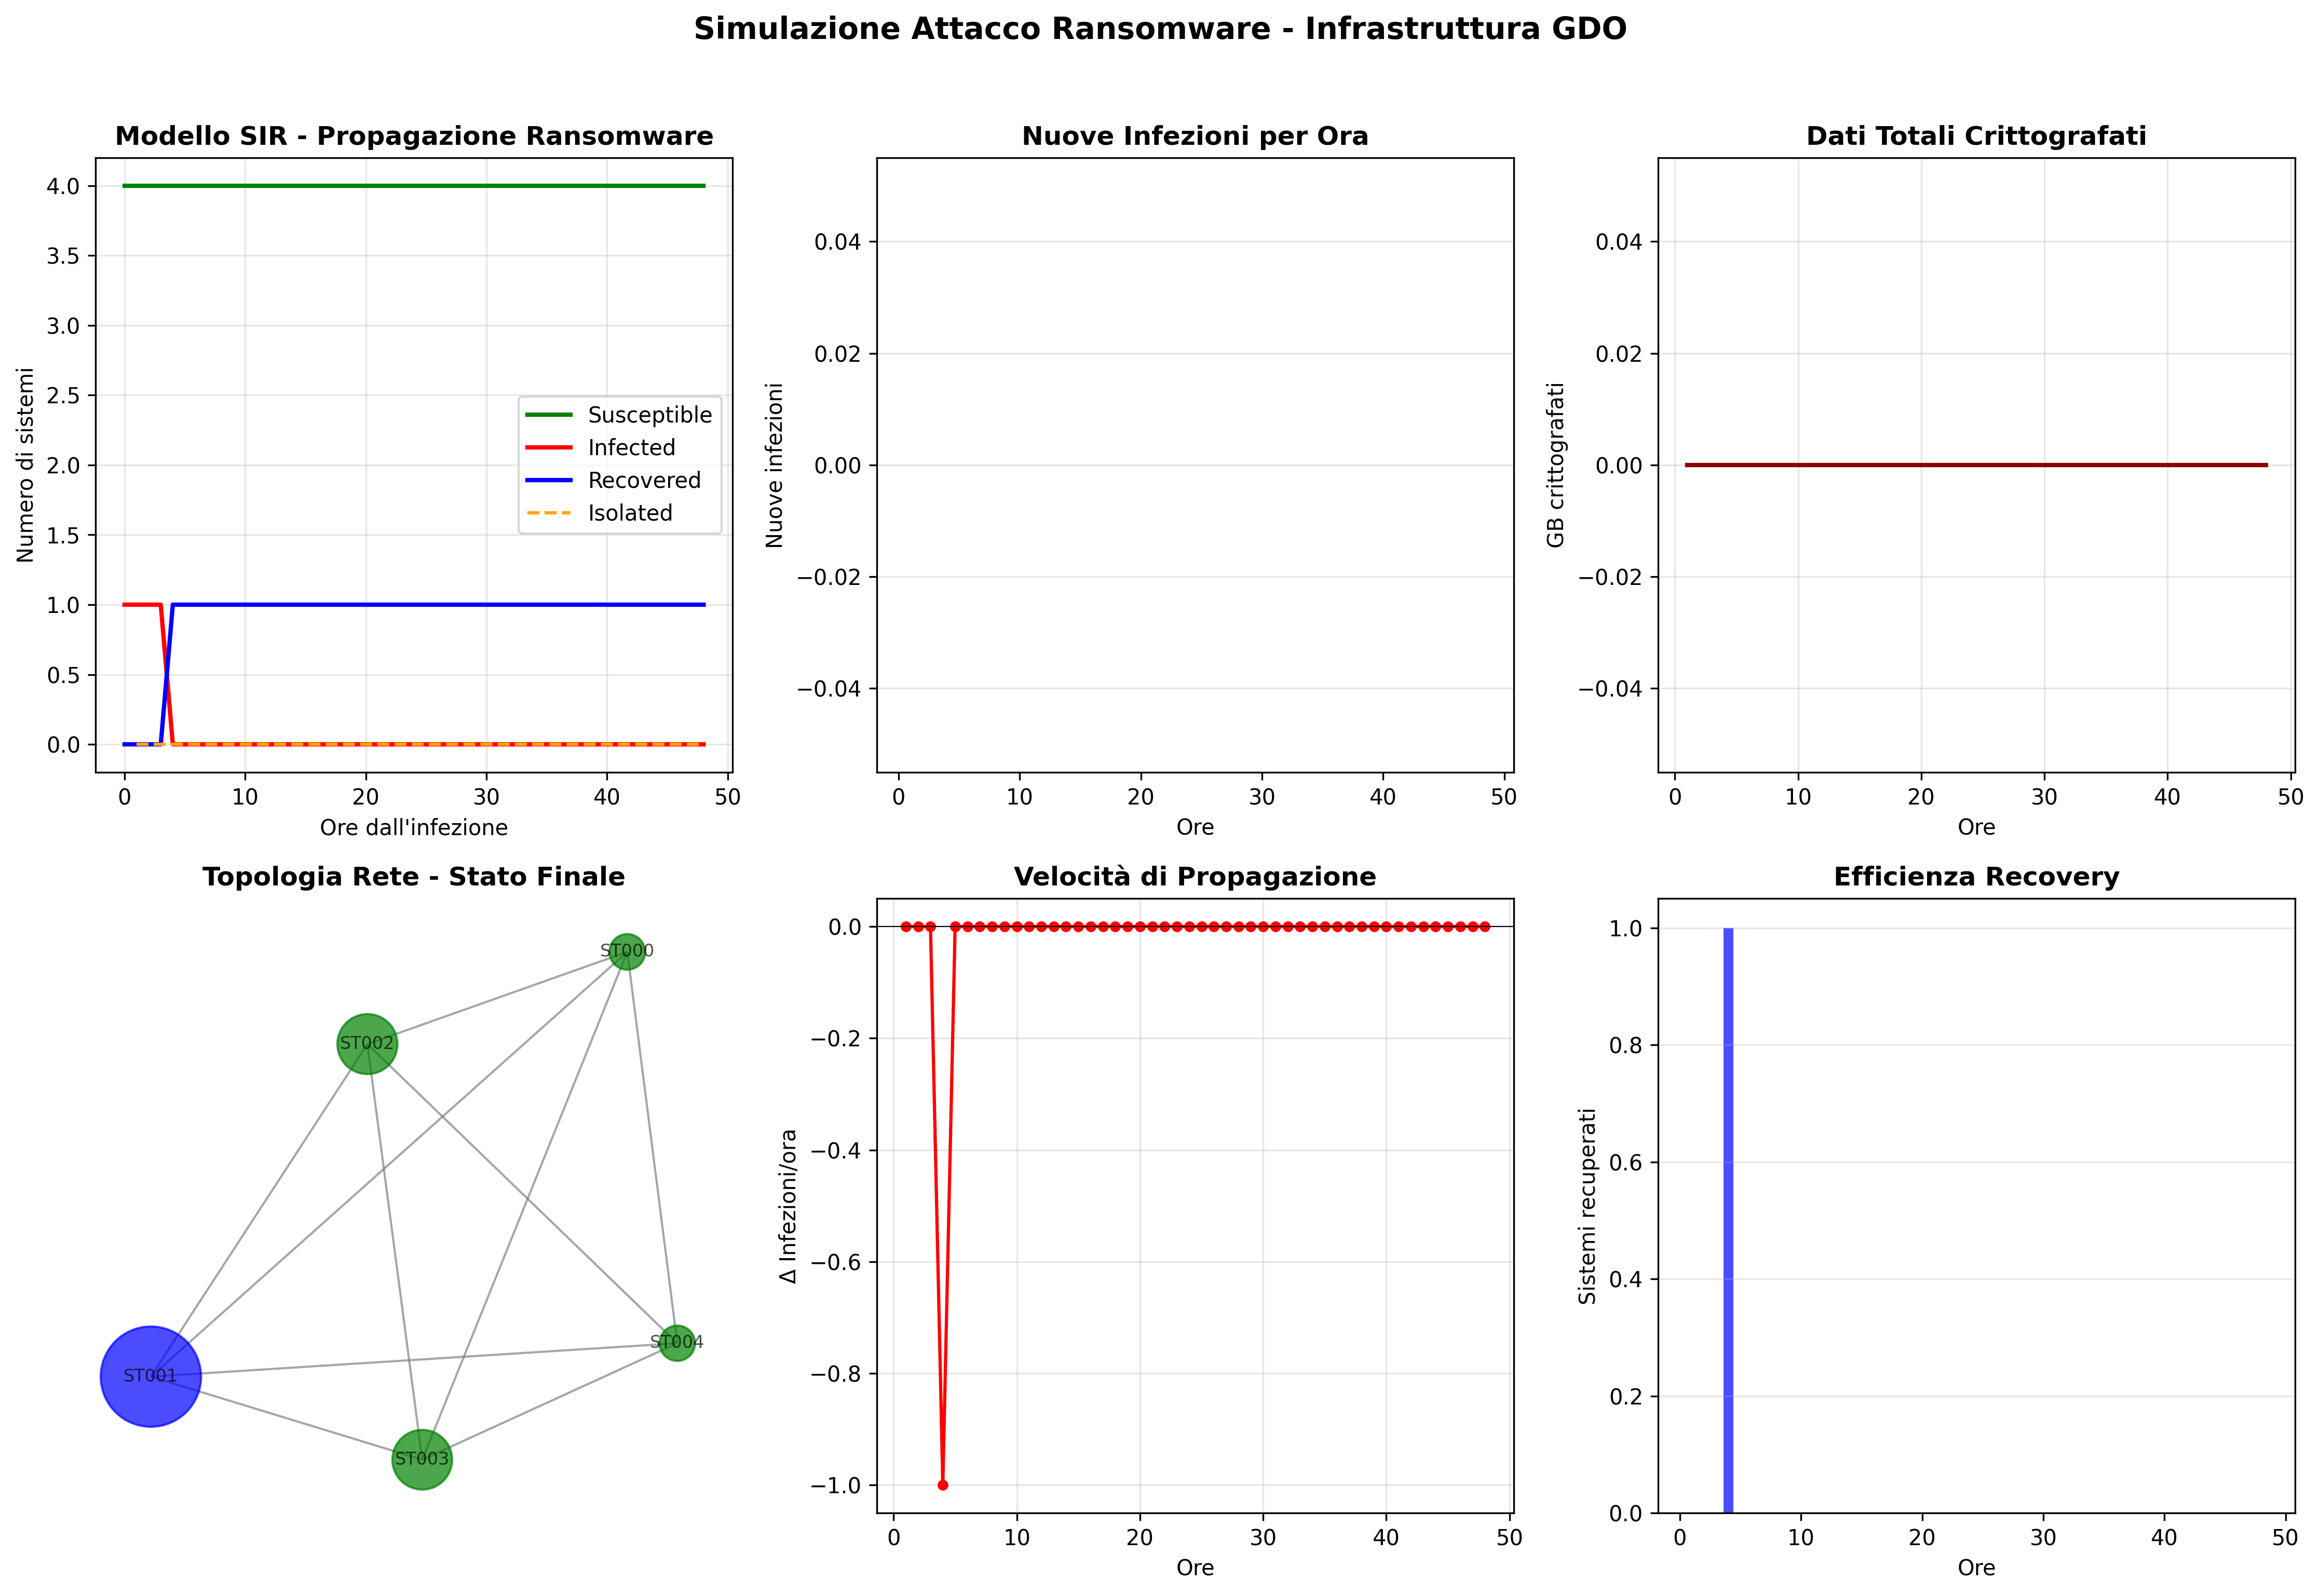 Simulazione Attacco Ransomware - Infrastruttura GDO
Modello SIR - Propagazione Ransomware
Numero di sistemi
4.0
3.5
3.0
2.5
2.0
1.5
1.0
0.5
0.0
Susceptible
Infected
Recovered
Isolated
0 10 20 30 40 50
Ore dall'infezione
Nuove Infezioni per Ora
Nuove infezioni
0.04
0.02
0.00
−0.02
−0.04
0 10 20 30 40 50
Ore
Dati Totali Crittografati
GB crittografati
0.04
0.02
0.00
−0.02
−0.04
0 10 20 30 40 50
Ore
Topologia Rete - Stato Finale
ST000
ST002
ST004
ST001
ST003
Velocità di Propagazione
Δ Infezioni/ora
0.0
−0.2
−0.4
−0.6
−0.8
−1.0
0 10 20 30 40 50
Ore
Efficienza Recovery
Sistemi recuperati
1.0
0.8
0.6
0.4
0.2
0.0
0 10 20 30 40 50
Ore